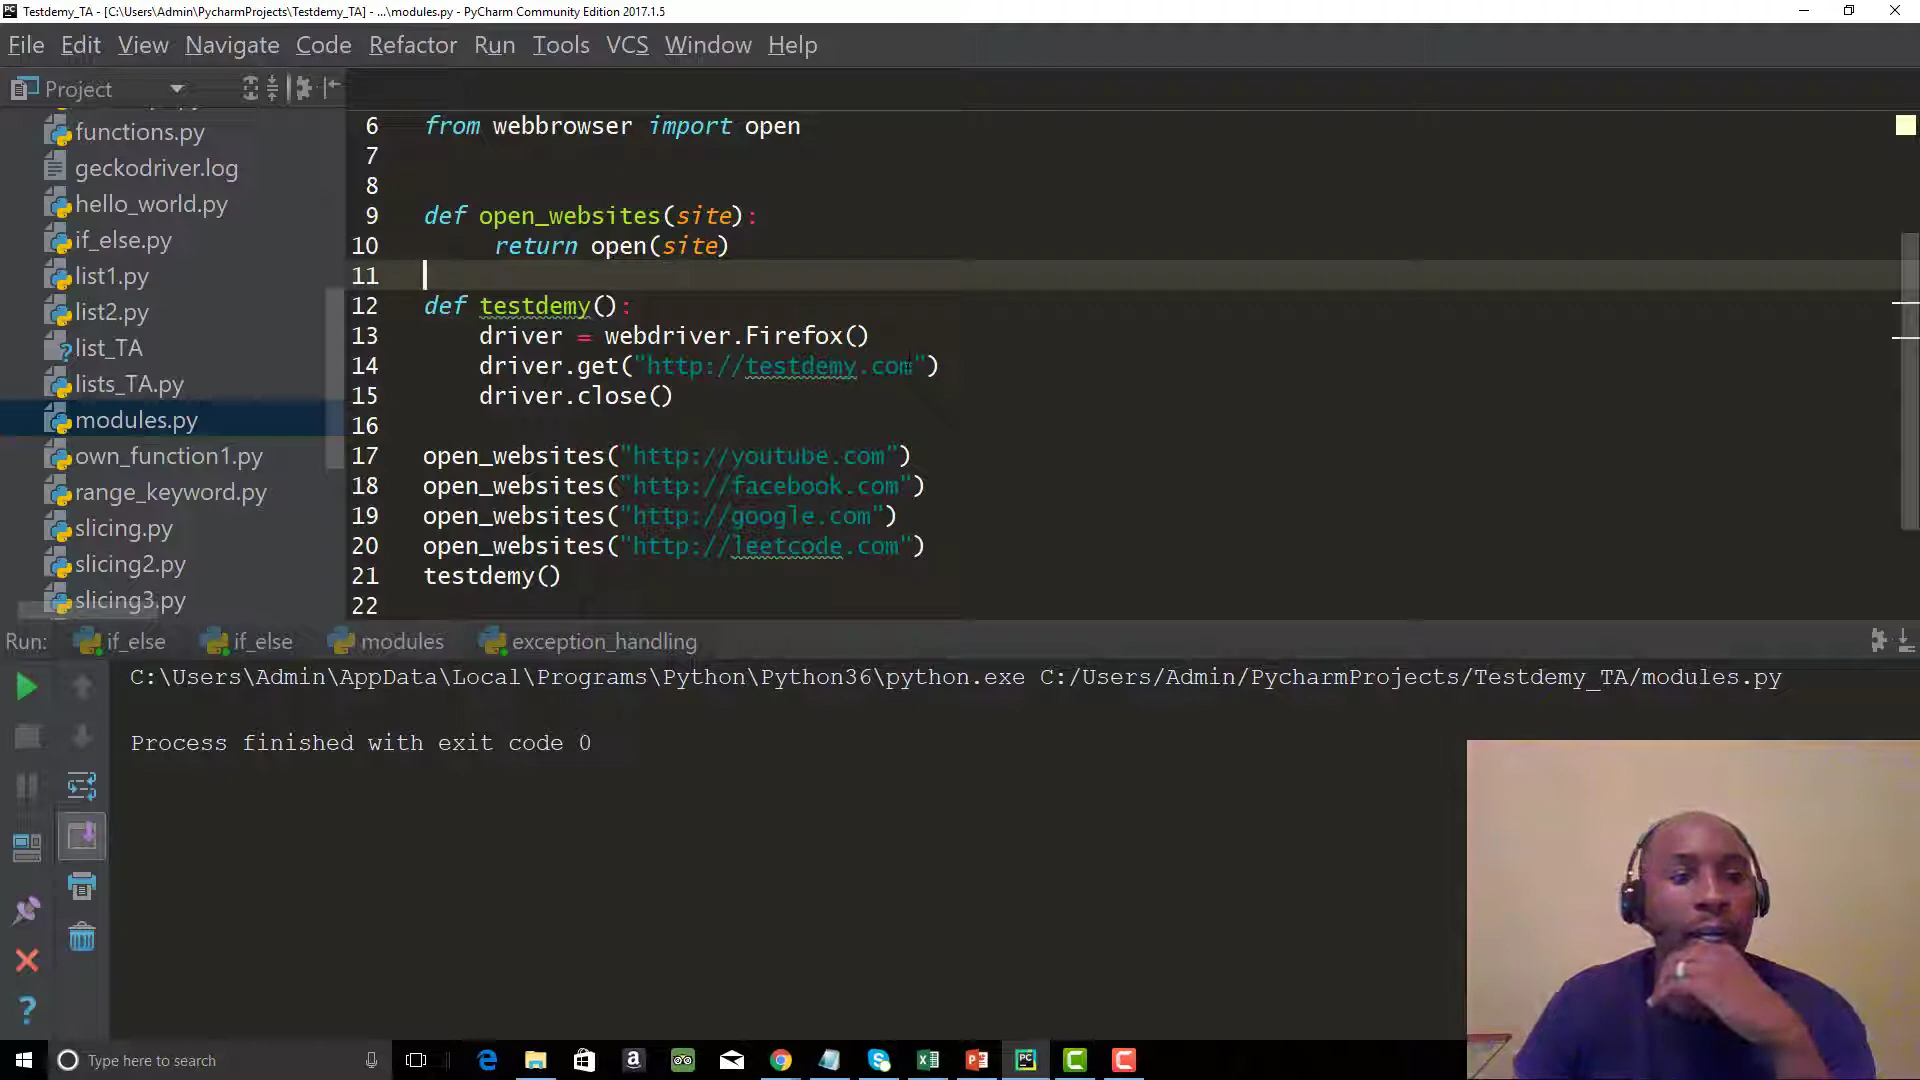 Testdemy_TA - [C:\Users\Admin\PycharmProjects\Testdemy_TA] - ...\modules.py - PyCharm Community Edition 2017.1.5
File Edit View Navigate Code Refactor Run Tools VCS Window Help
Project
functions.py
geckodriver.log
hello_world.py
if_else.py
list1.py
list2.py
list_TA
lists_TA.py
modules.py
own_function1.py
range_keyword.py
slicing.py
slicing2.py
slicing3.py
6 from webbrowser import open
7
8
9 def open_websites(site):
10 return open(site)
11
12 def testdemy():
13 driver = webdriver.Firefox()
14 driver.get("http://testdemy.com")
15 driver.close()
16
17 open_websites("http://youtube.com")
18 open_websites("http://facebook.com")
19 open_websites("http://google.com")
20 open_websites("http://leetcode.com")
21 testdemy()
22
Run: if_else if_else modules exception_handling
C:\Users\Admin\AppData\Local\Programs\Python\Python36\python.exe C:/Users/Admin/PycharmProjects/Testdemy_TA/modules.py
Process finished with exit code 0
Type here to search